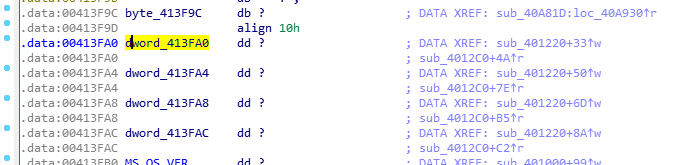 .data:00413F9C byte_413F9C db ? ; DATA XREF: sub_40A81D:loc_40A930↑r
.data:00413F9D align 10h
.data:00413FA0 dword_413FA0 dd ? ; DATA XREF: sub_401220+33↑w
.data:00413FA0 ; sub_4012C0+4A↑r
.data:00413FA4 dword_413FA4 dd ? ; DATA XREF: sub_401220+50↑w
.data:00413FA4 ; sub_4012C0+7E↑r
.data:00413FA8 dword_413FA8 dd ? ; DATA XREF: sub_401220+6D↑w
.data:00413FA8 ; sub_4012C0+B5↑r
.data:00413FAC dword_413FAC dd ? ; DATA XREF: sub_401220+8A↑w
.data:00413FAC ; sub_4012C0+C2↑r
.data:00413FB0 MS_OS_VER dd ? ; DATA XREF: sub_401000+99↑w